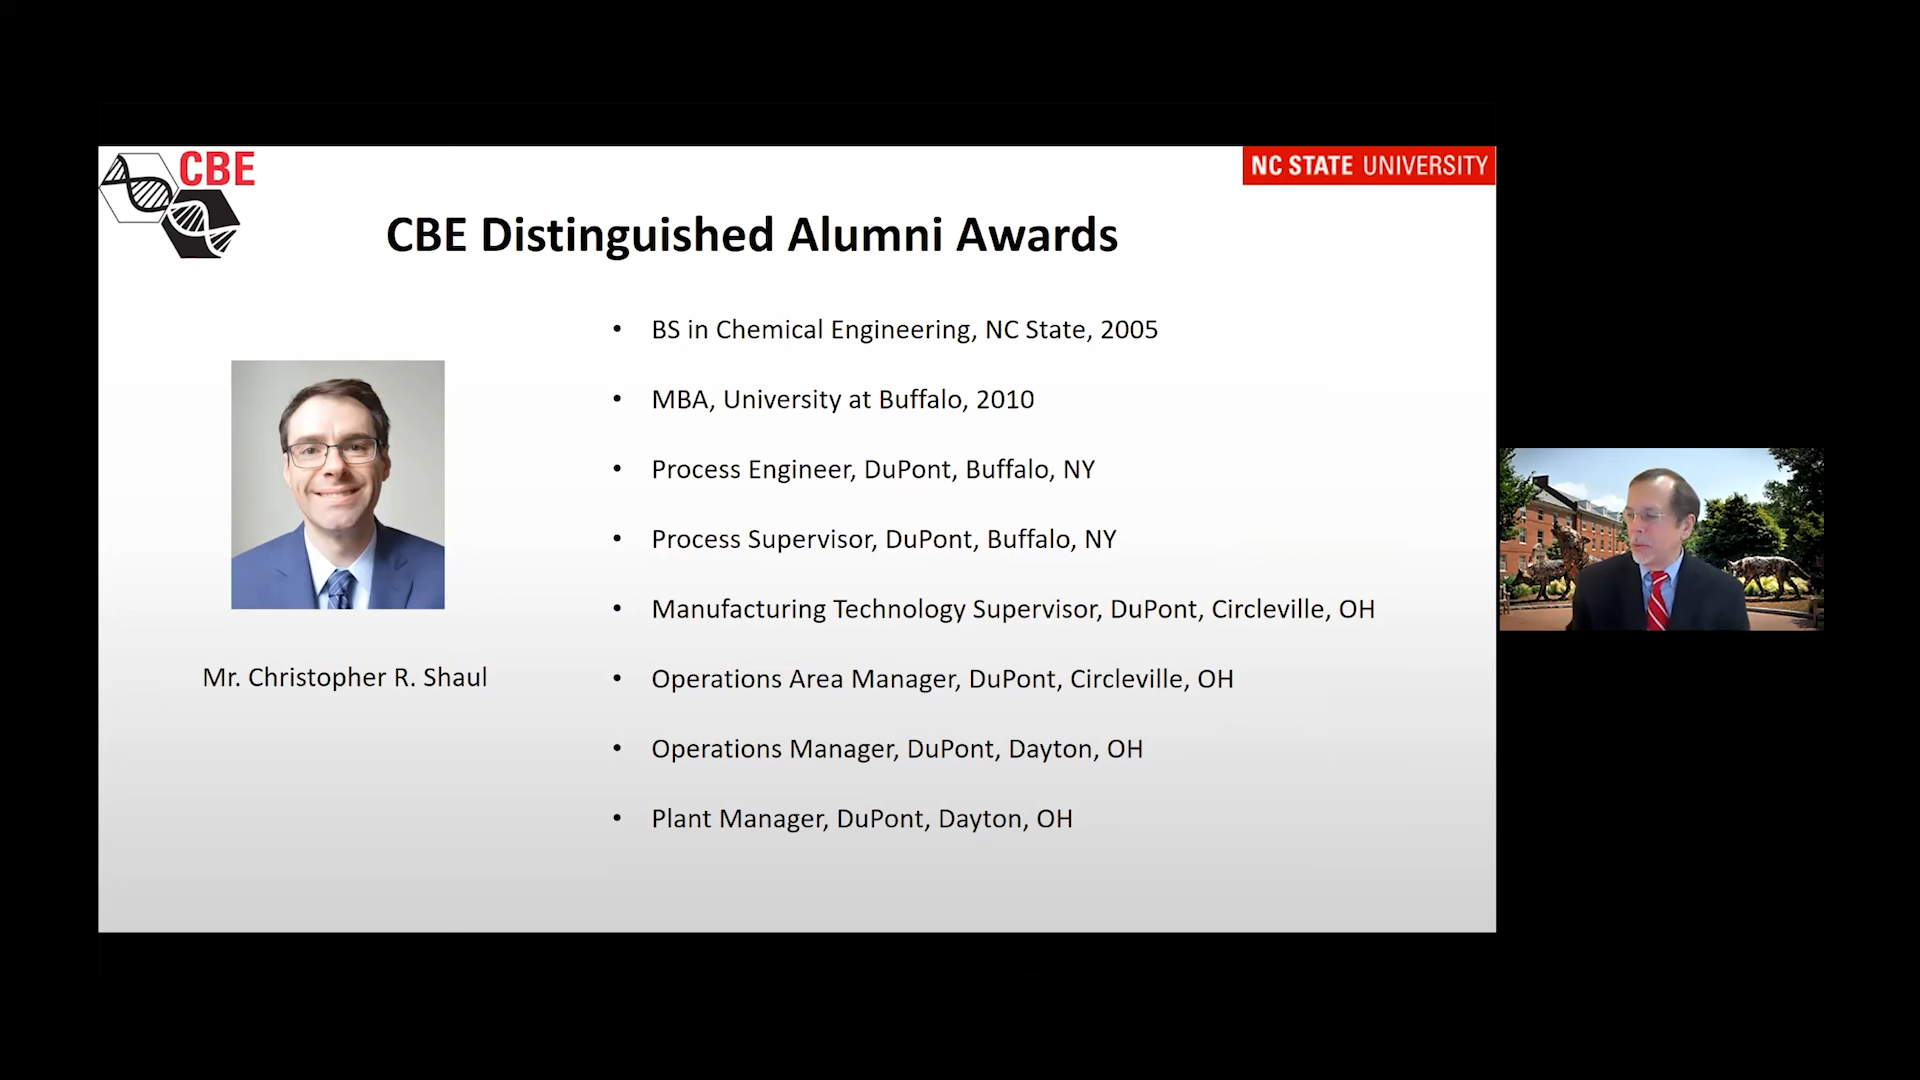 CBE
NC STATE UNIVERSITY
CBE Distinguished Alumni Awards
• BS in Chemical Engineering, NC State, 2005
• MBA, University at Buffalo, 2010
• Process Engineer, DuPont, Buffalo, NY
• Process Supervisor, DuPont, Buffalo, NY
• Manufacturing Technology Supervisor, DuPont, Circleville, OH
• Operations Area Manager, DuPont, Circleville, OH
• Operations Manager, DuPont, Dayton, OH
• Plant Manager, DuPont, Dayton, OH
Mr. Christopher R. Shaul